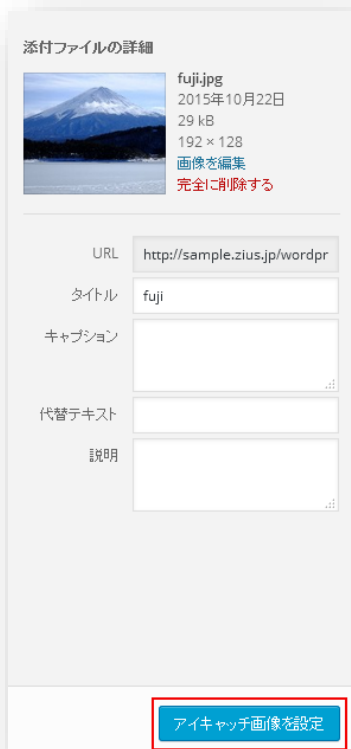 添付ファイルの詳細
fuji.jpg
2015年10月22日
29 kB
192 × 128
画像を編集
完全に削除する
URL http://sample.zius.jp/wordpr
タイトル fuji
キャプション
代替テキスト
説明
アイキャッチ画像を設定